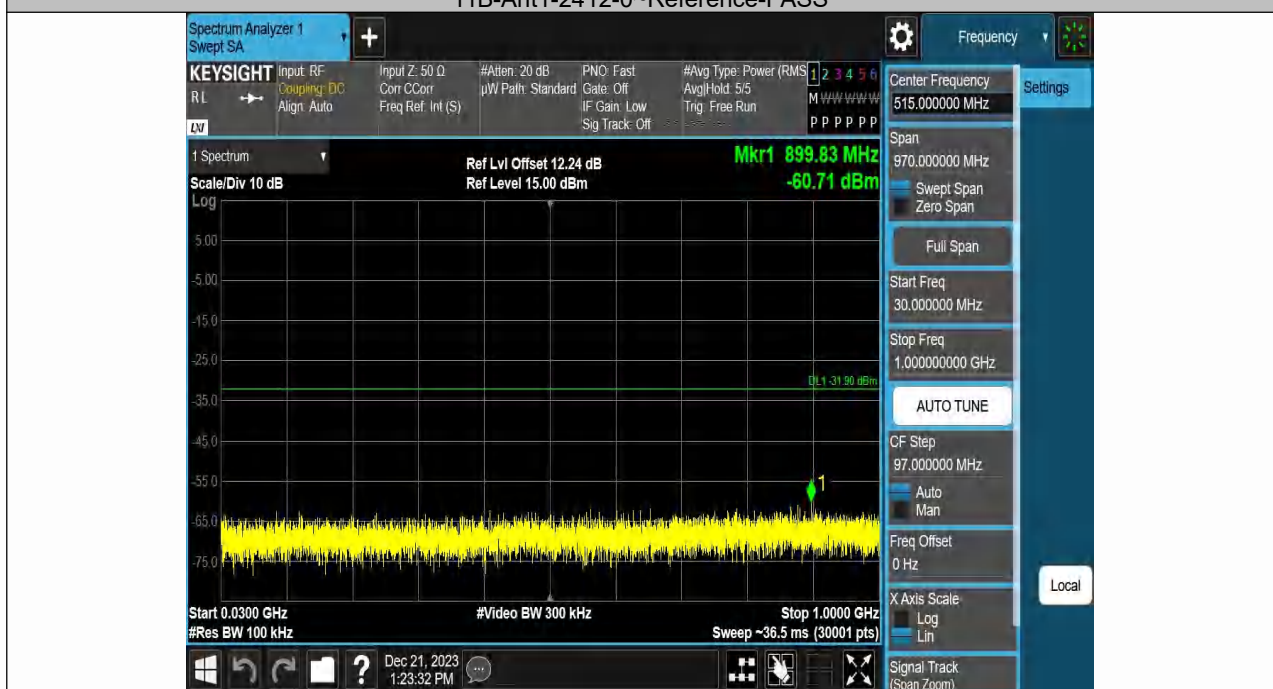 11B-Ant1-2412-0~Reference-PASS
Spectrum Analyzer 1
Swept SA
Frequency
KEYSIGHT
RL
LXI
Input: RF
Coupling: DC
Align: Auto
Input Z: 50 Ω
Corr CCorr
Freq Ref: Int (S)
#Atten: 20 dB
µW Path: Standard
PNO: Fast
Gate: Off
IF Gain: Low
Sig Track: Off
#Avg Type: Power (RMS
Avg|Hold: 5/5
Trig: Free Run
1 2 3 4 5 6
M W W W W W
P P P P P P
Center Frequency
515.000000 MHz
Settings
Span
970.000000 MHz
Swept Span
Zero Span
Full Span
Start Freq
30.000000 MHz
Stop Freq
1.000000000 GHz
AUTO TUNE
CF Step
97.000000 MHz
Auto
Man
Freq Offset
0 Hz
X Axis Scale
Log
Lin
Signal Track
(Span Zoom)
Local
1 Spectrum
Scale/Div 10 dB
Log
Ref Lvl Offset 12.24 dB
Ref Level 15.00 dBm
Mkr1 899.83 MHz
-60.71 dBm
5.00
-5.00
-15.0
-25.0
DL1 -31.90 dBm
-35.0
-45.0
-55.0
1
-65.0
-75.0
Start 0.0300 GHz
#Res BW 100 kHz
#Video BW 300 kHz
Stop 1.0000 GHz
Sweep ~36.5 ms (30001 pts)
Dec 21, 2023
1:23:32 PM